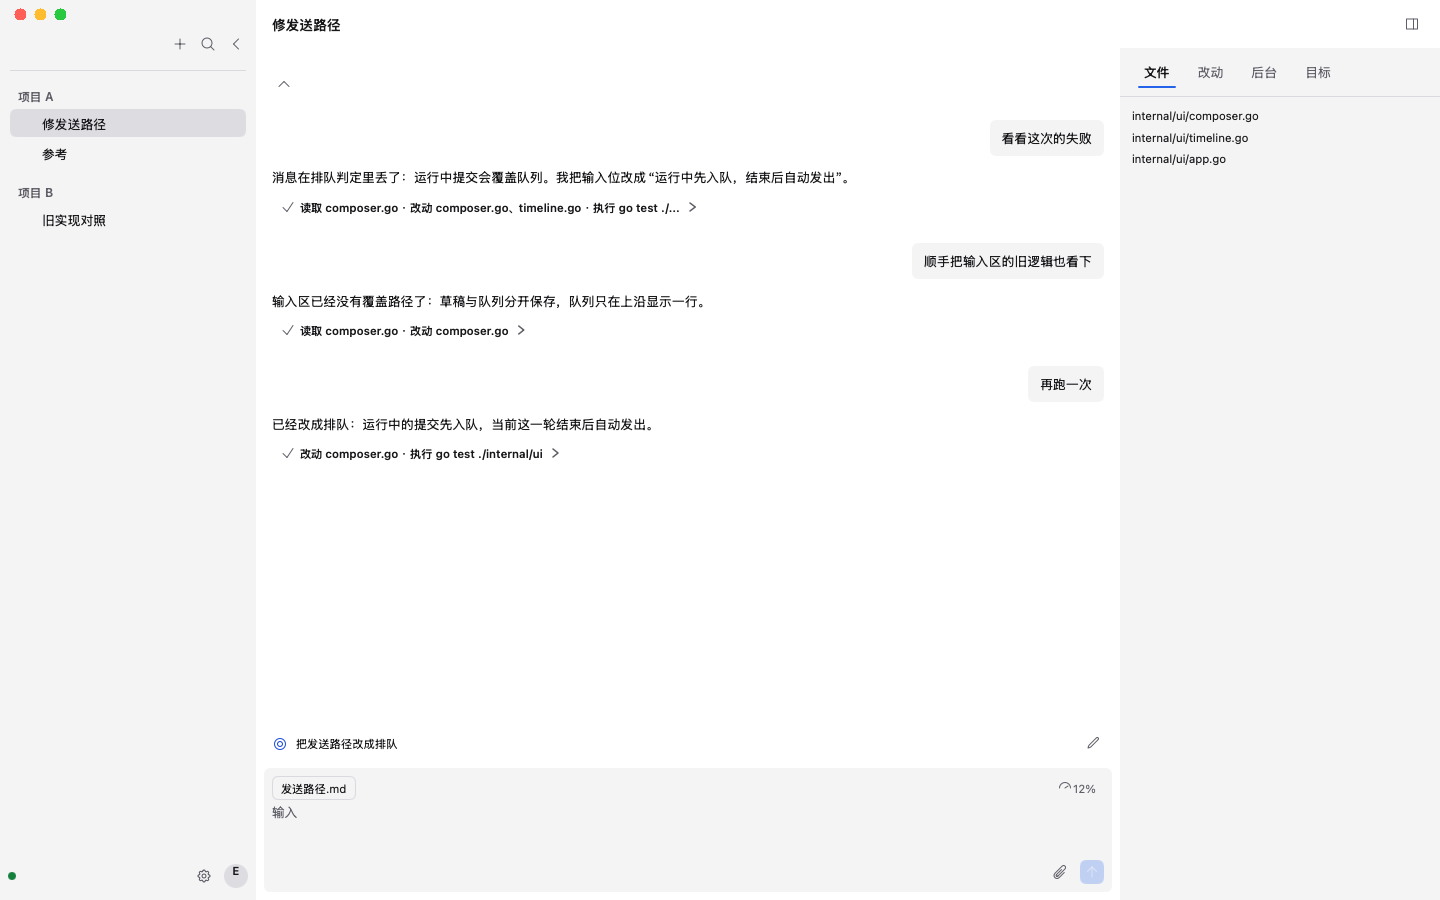 修发送路径
项目 A
修发送路径
参考
项目 B
旧实现对照
E
看看这次的失败
消息在排队判定里丢了：运行中提交会覆盖队列。我把输入位改成“运行中先入队，结束后自动发出”。
读取 composer.go · 改动 composer.go、timeline.go · 执行 go test ./...
顺手把输入区的旧逻辑也看下
输入区已经没有覆盖路径了：草稿与队列分开保存，队列只在上沿显示一行。
读取 composer.go · 改动 composer.go
再跑一次
已经改成排队：运行中的提交先入队，当前这一轮结束后自动发出。
改动 composer.go · 执行 go test ./internal/ui
把发送路径改成排队
发送路径.md
12%
输入
文件 改动 后台 目标
internal/ui/composer.go
internal/ui/timeline.go
internal/ui/app.go